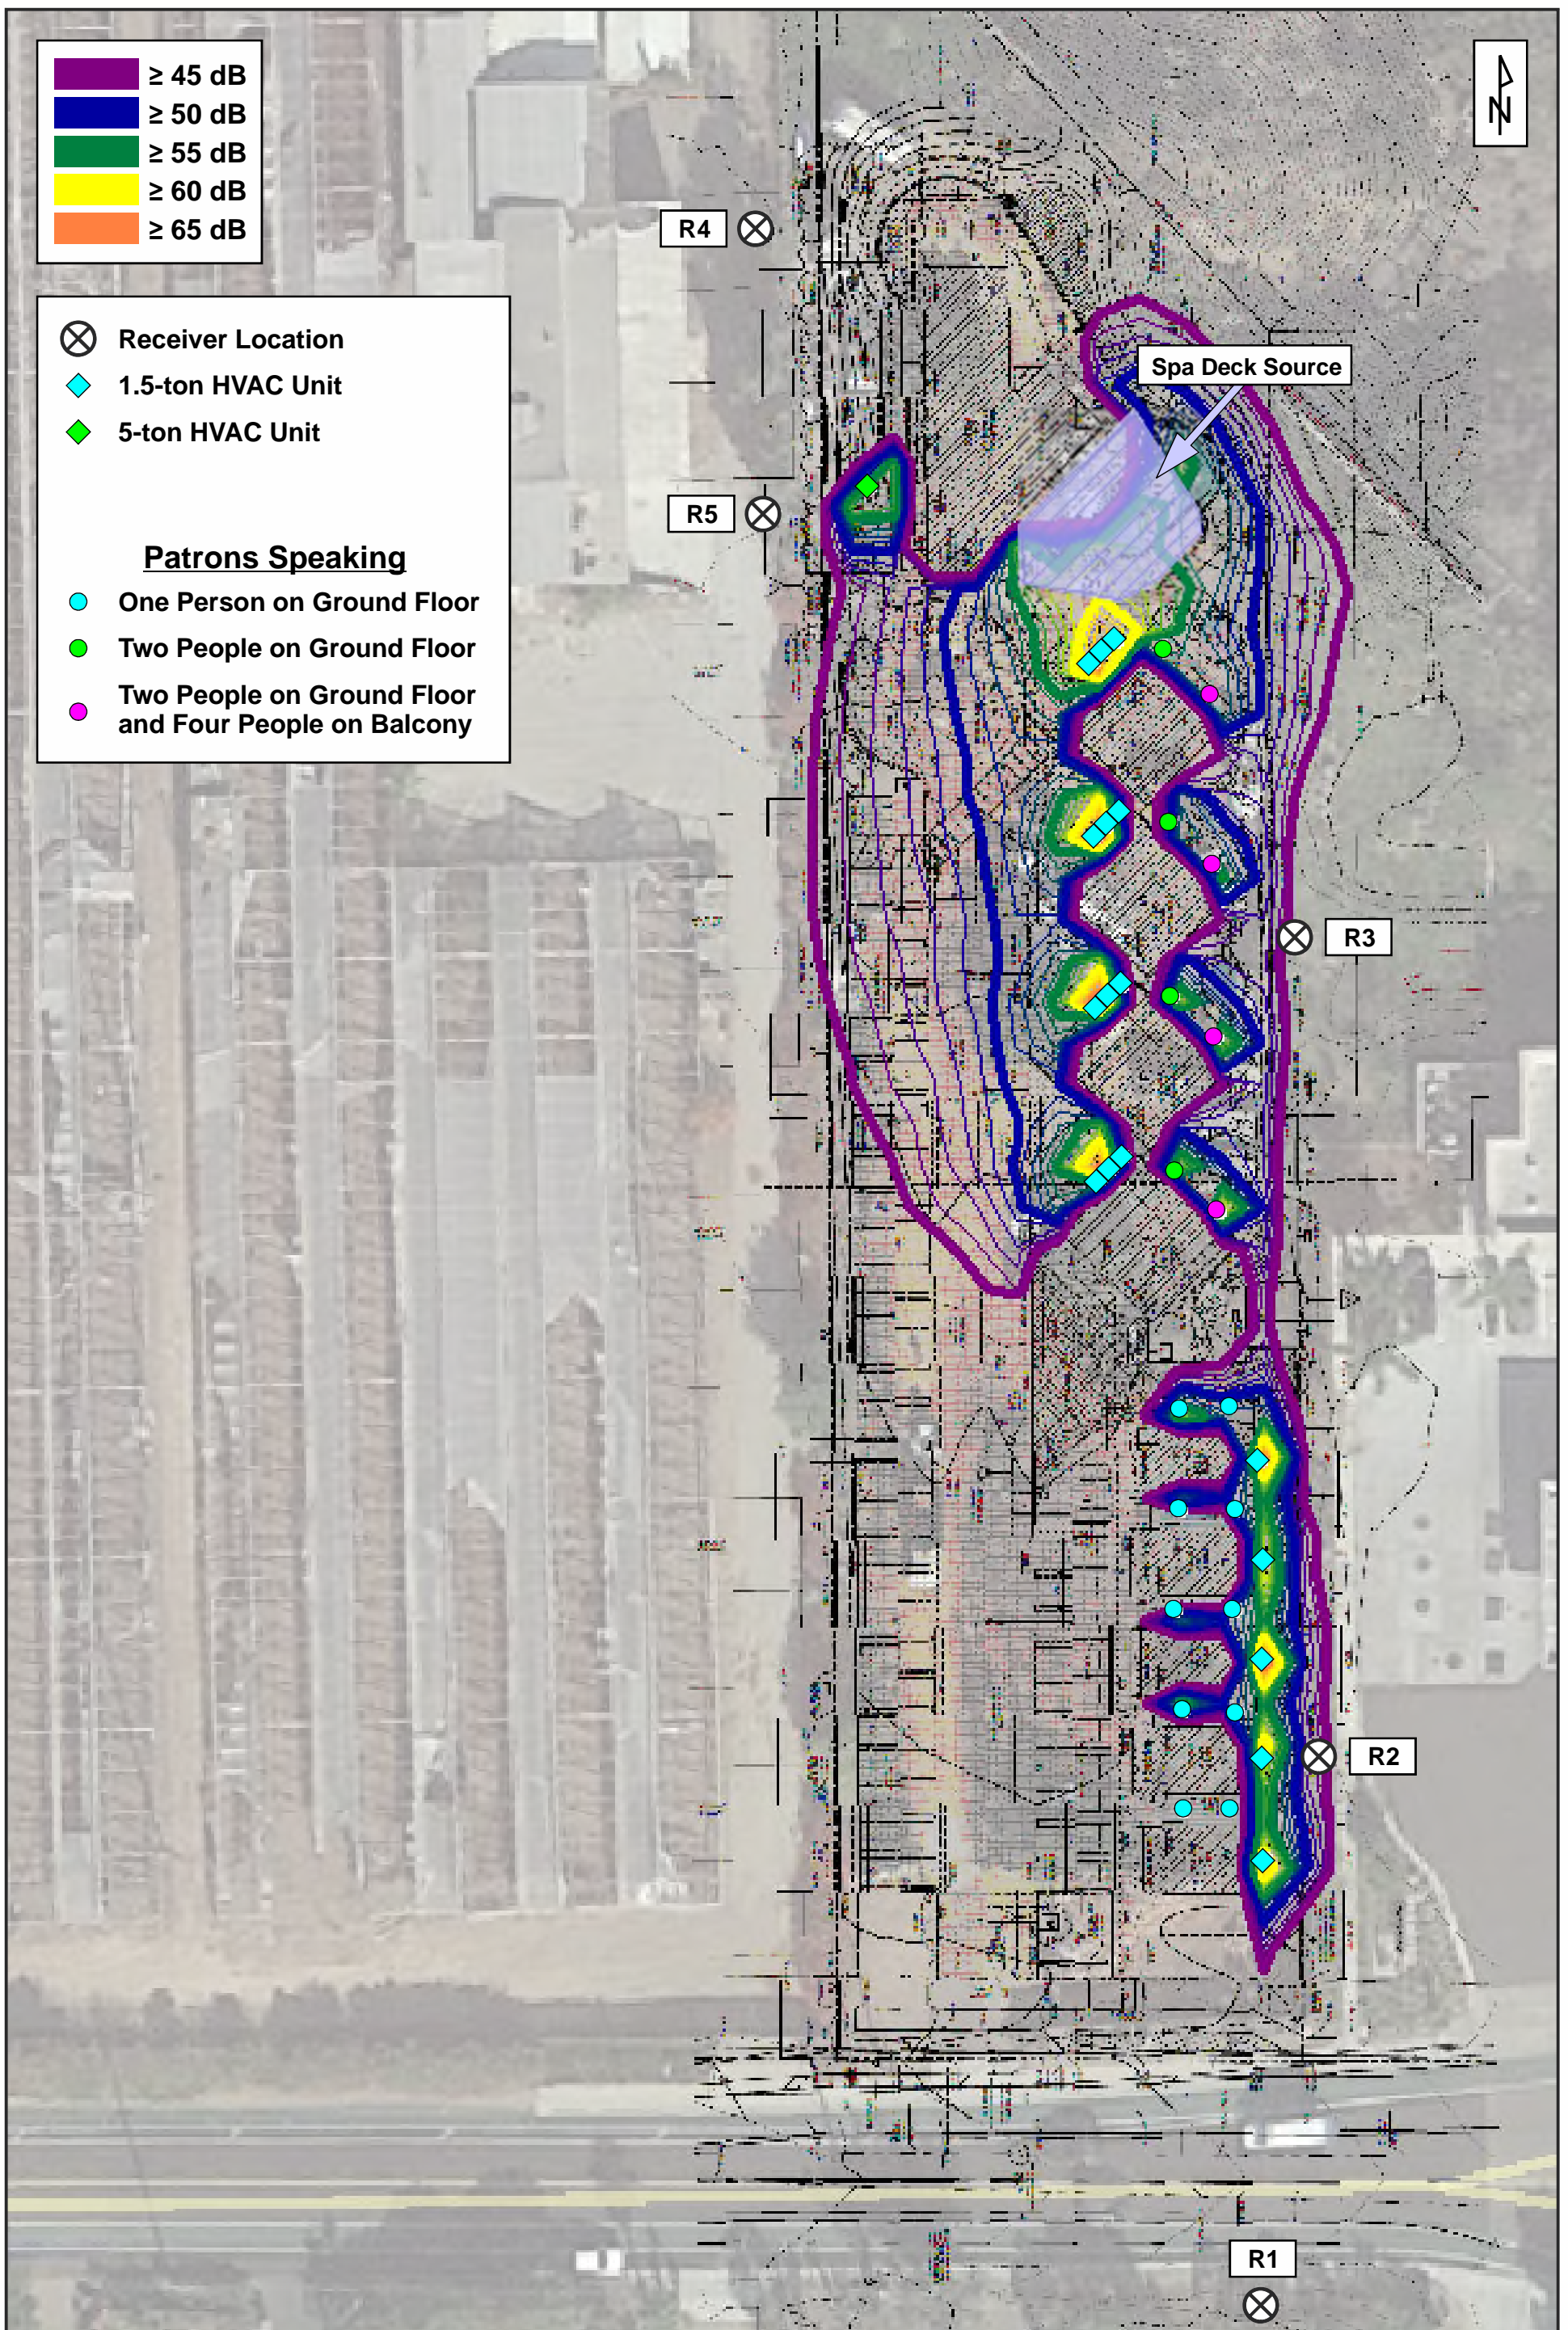 ≥ 45 dB
≥ 50 dB
≥ 55 dB
≥ 60 dB
≥ 65 dB
N
Receiver Location
1.5-ton HVAC Unit
5-ton HVAC Unit
Patrons Speaking
One Person on Ground Floor
Two People on Ground Floor
Two People on Ground Floor
and Four People on Balcony
R4
Spa Deck Source
R5
R3
R2
R1